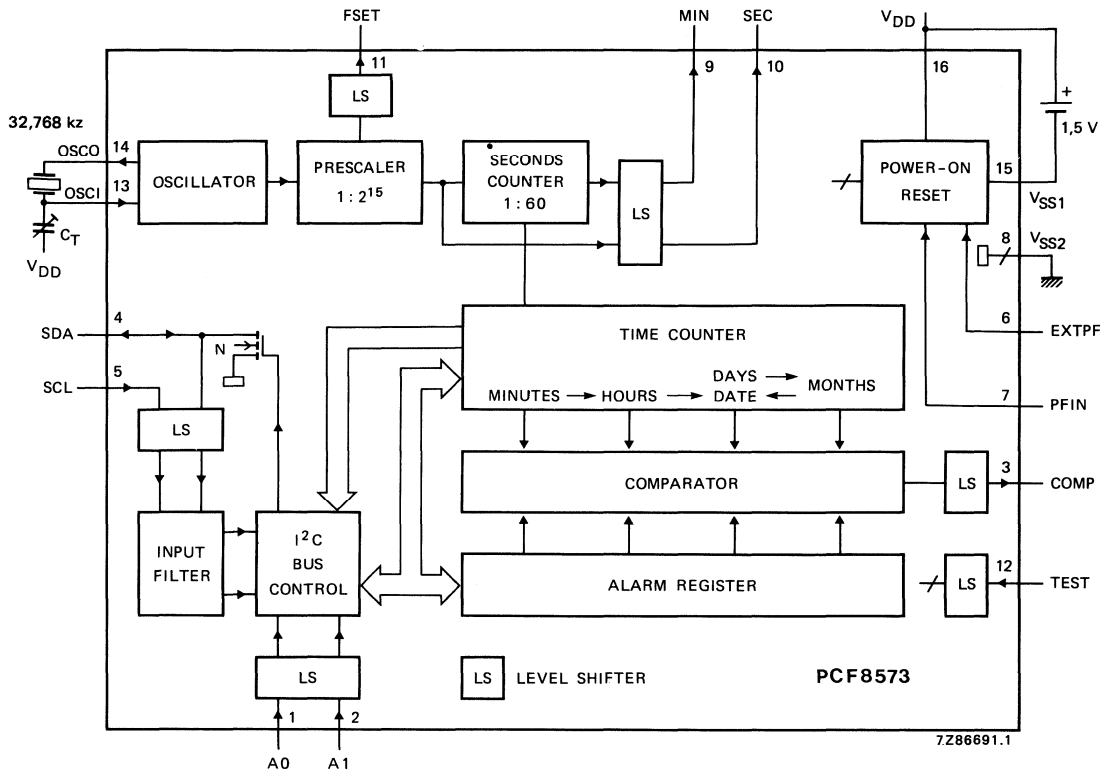 FSET
MIN
SEC
VDD
11
9
10
16
LS
+
1,5 V
32,768 kz
OSCO
14
OSCILLATOR
PRESCALER
1 : 2¹⁵
SECONDS
COUNTER
1 : 60
LS
POWER-ON
RESET
15
VSS1
OSCI
13
CT
VDD
8
VSS2
SDA
4
N
TIME COUNTER
6
EXTPF
SCL
5
DAYS
MONTHS
MINUTES
HOURS
DATE
7
PFIN
LS
COMPARATOR
LS
3
COMP
INPUT
FILTER
I²C
BUS
CONTROL
ALARM REGISTER
LS
12
TEST
LS
LS
LEVEL SHIFTER
PCF8573
1
2
7.Z86691.1
A0
A1